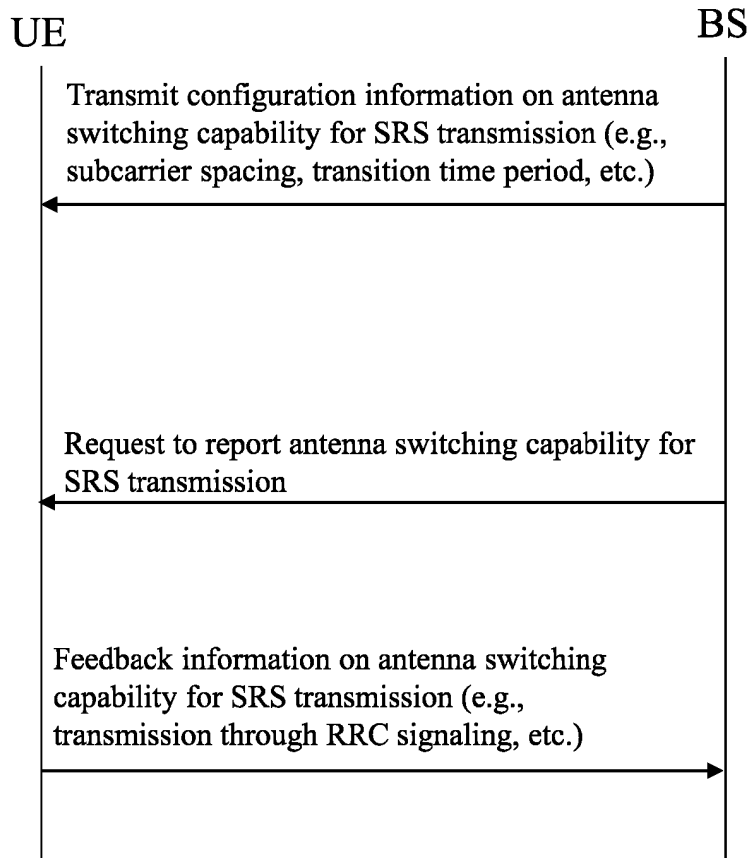 UE
BS
Transmit configuration information on antenna
switching capability for SRS transmission (e.g.,
subcarrier spacing, transition time period, etc.)
Request to report antenna switching capability for
SRS transmission
Feedback information on antenna switching
capability for SRS transmission (e.g.,
transmission through RRC signaling, etc.)